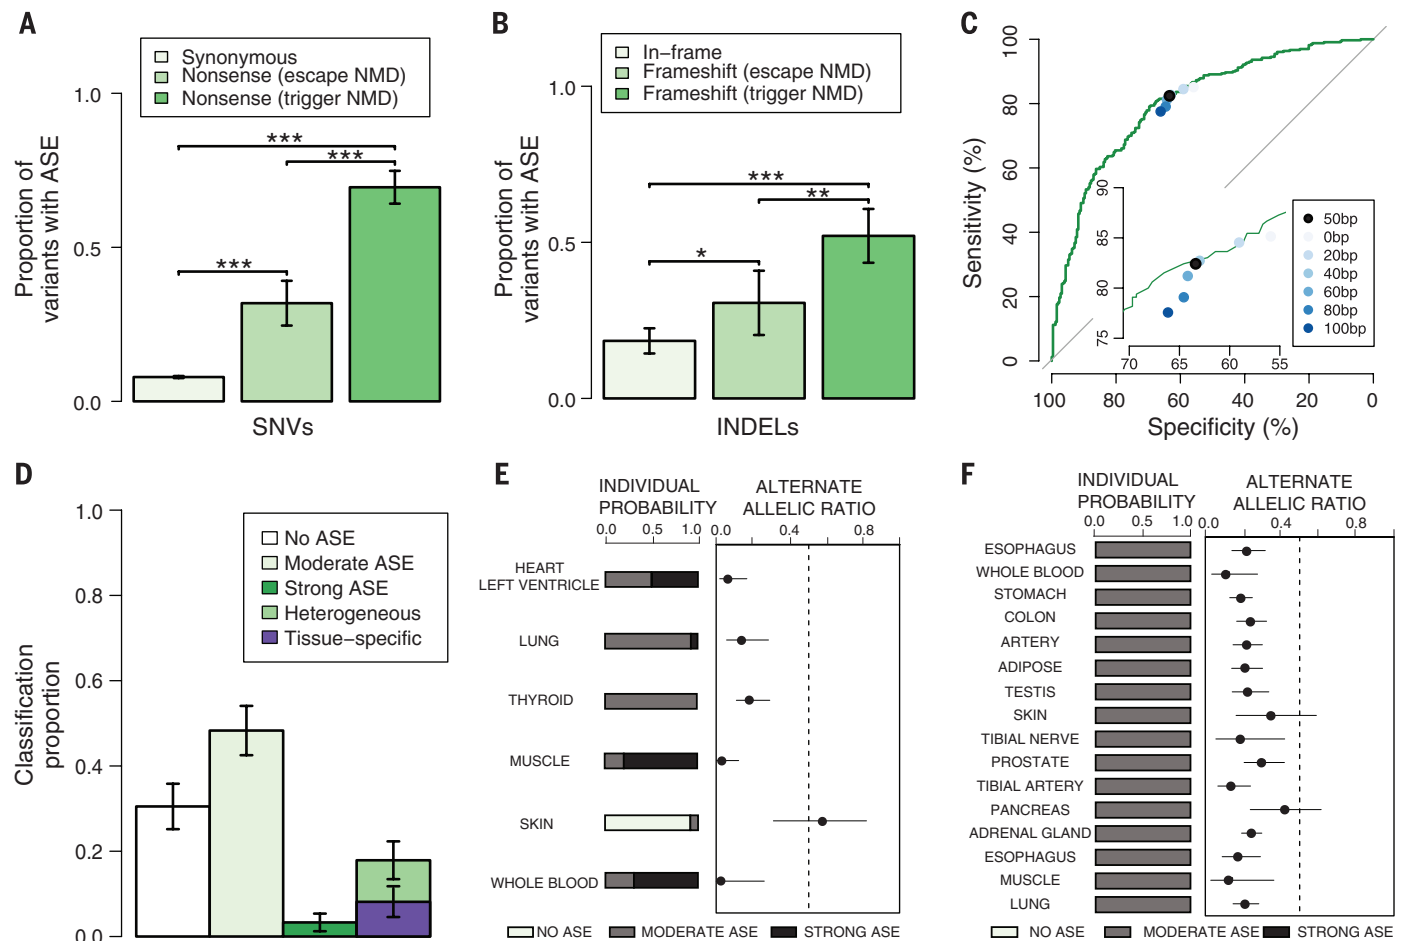 A
Synonymous
Nonsense (escape NMD)
Nonsense (trigger NMD)
Proportion of
variants with ASE
1.0
0.5
0.0
***
***
***
SNVs
B
In−frame
Frameshift (escape NMD)
Frameshift (trigger NMD)
Proportion of
variants with ASE
1.0
0.5
0.0
***
**
*
INDELs
C
Sensitivity (%)
100
80
60
40
20
0
90
85
80
75
70
65
60
55
50bp
0bp
20bp
40bp
60bp
80bp
100bp
100
80
60
40
20
0
Specificity (%)
D
Classification
proportion
1.0
0.8
0.6
0.4
0.2
0.0
No ASE
Moderate ASE
Strong ASE
Heterogeneous
Tissue−specific
E
INDIVIDUAL
PROBABILITY
ALTERNATE
ALLELIC RATIO
0.0 0.5 1.0
0.0 0.4 0.8
HEART
LEFT VENTRICLE
LUNG
THYROID
MUSCLE
SKIN
WHOLE BLOOD
NO ASE
MODERATE ASE
STRONG ASE
F
INDIVIDUAL
PROBABILITY
ALTERNATE
ALLELIC RATIO
0.0 0.5 1.0
0.0 0.4 0.8
ESOPHAGUS
WHOLE BLOOD
STOMACH
COLON
ARTERY
ADIPOSE
TESTIS
SKIN
TIBIAL NERVE
PROSTATE
TIBIAL ARTERY
PANCREAS
ADRENAL GLAND
ESOPHAGUS
MUSCLE
LUNG
NO ASE
MODERATE ASE
STRONG ASE